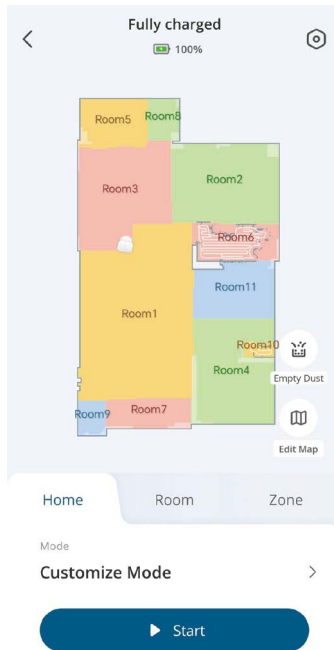 Fully charged
100%
Room5
Room8
Room3
Room2
Room6
Room11
Room1
Room10
Room4
Empty Dust
Room9
Room7
Edit Map
Home
Room
Zone
Mode
Customize Mode
Start